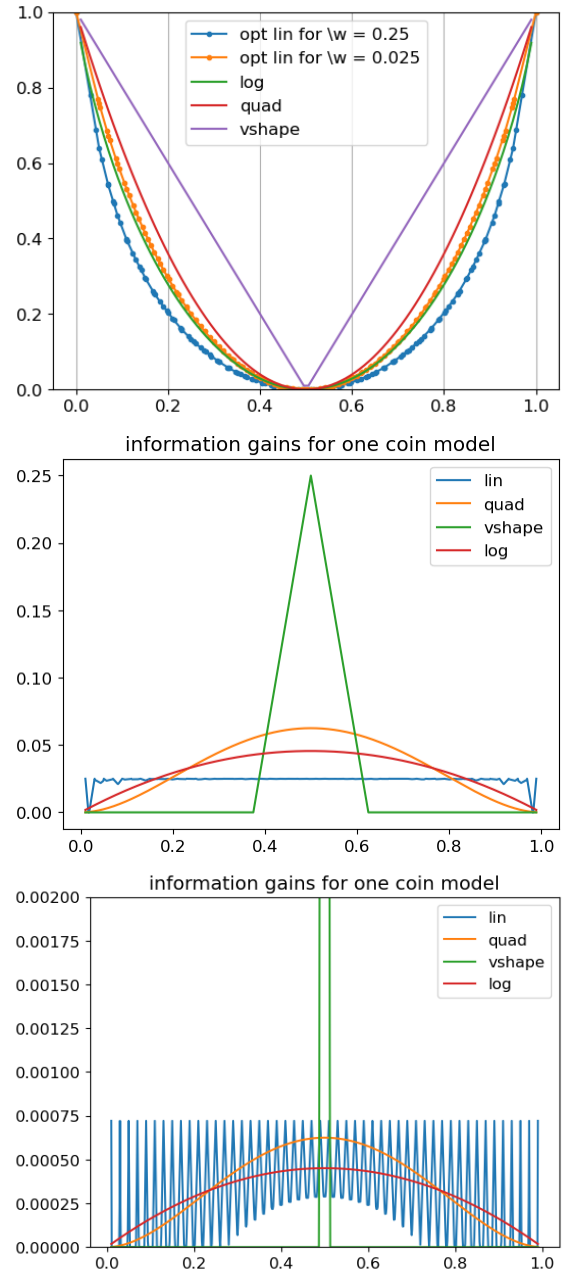 1.0
opt lin for \w = 0.25
opt lin for \w = 0.025
log
quad
vshape
0.8
0.6
0.4
0.2
0.0
0.0 0.2 0.4 0.6 0.8 1.0
information gains for one coin model
0.25
lin
quad
vshape
log
0.20
0.15
0.10
0.05
0.00
0.0 0.2 0.4 0.6 0.8 1.0
information gains for one coin model
0.00200
lin
quad
vshape
log
0.00175
0.00150
0.00125
0.00100
0.00075
0.00050
0.00025
0.00000
0.0 0.2 0.4 0.6 0.8 1.0